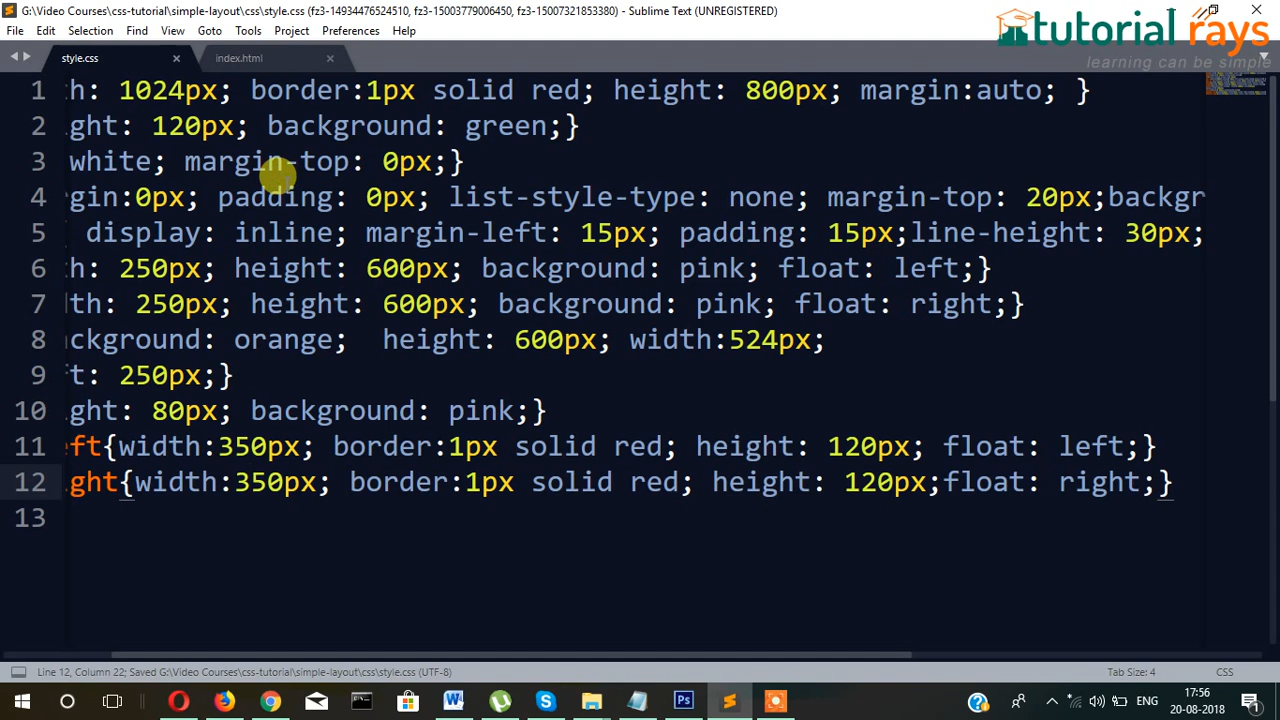 G:\Video Courses\css-tutorial\simple-layout\css\style.css (fz3-14934476524510, fz3-15003779006450, fz3-15007321853380) - Sublime Text (UNREGISTERED)
File Edit Selection Find View Goto Tools Project Preferences Help
tutorial rays
learning can be simple
style.css × index.html ×
1 th: 1024px; border:1px solid red; height: 800px; margin:auto; }
2 ight: 120px; background: green;}
3 white; margin-top: 0px;}
4 rgin:0px; padding: 0px; list-style-type: none; margin-top: 20px;backgr
5 { display: inline; margin-left: 15px; padding: 15px;line-height: 30px;
6 th: 250px; height: 600px; background: pink; float: left;}
7 dth: 250px; height: 600px; background: pink; float: right;}
8 ckground: orange;  height: 600px; width:524px;
9 ft: 250px;}
10 ight: 80px; background: pink;}
11 eft{width:350px; border:1px solid red; height: 120px; float: left;}
12 ight{width:350px; border:1px solid red; height: 120px;float: right;}
13
Line 12, Column 22; Saved G:\Video Courses\css-tutorial\simple-layout\css\style.css (UTF-8) Tab Size: 4 CSS
ENG 17:56
20-08-2018